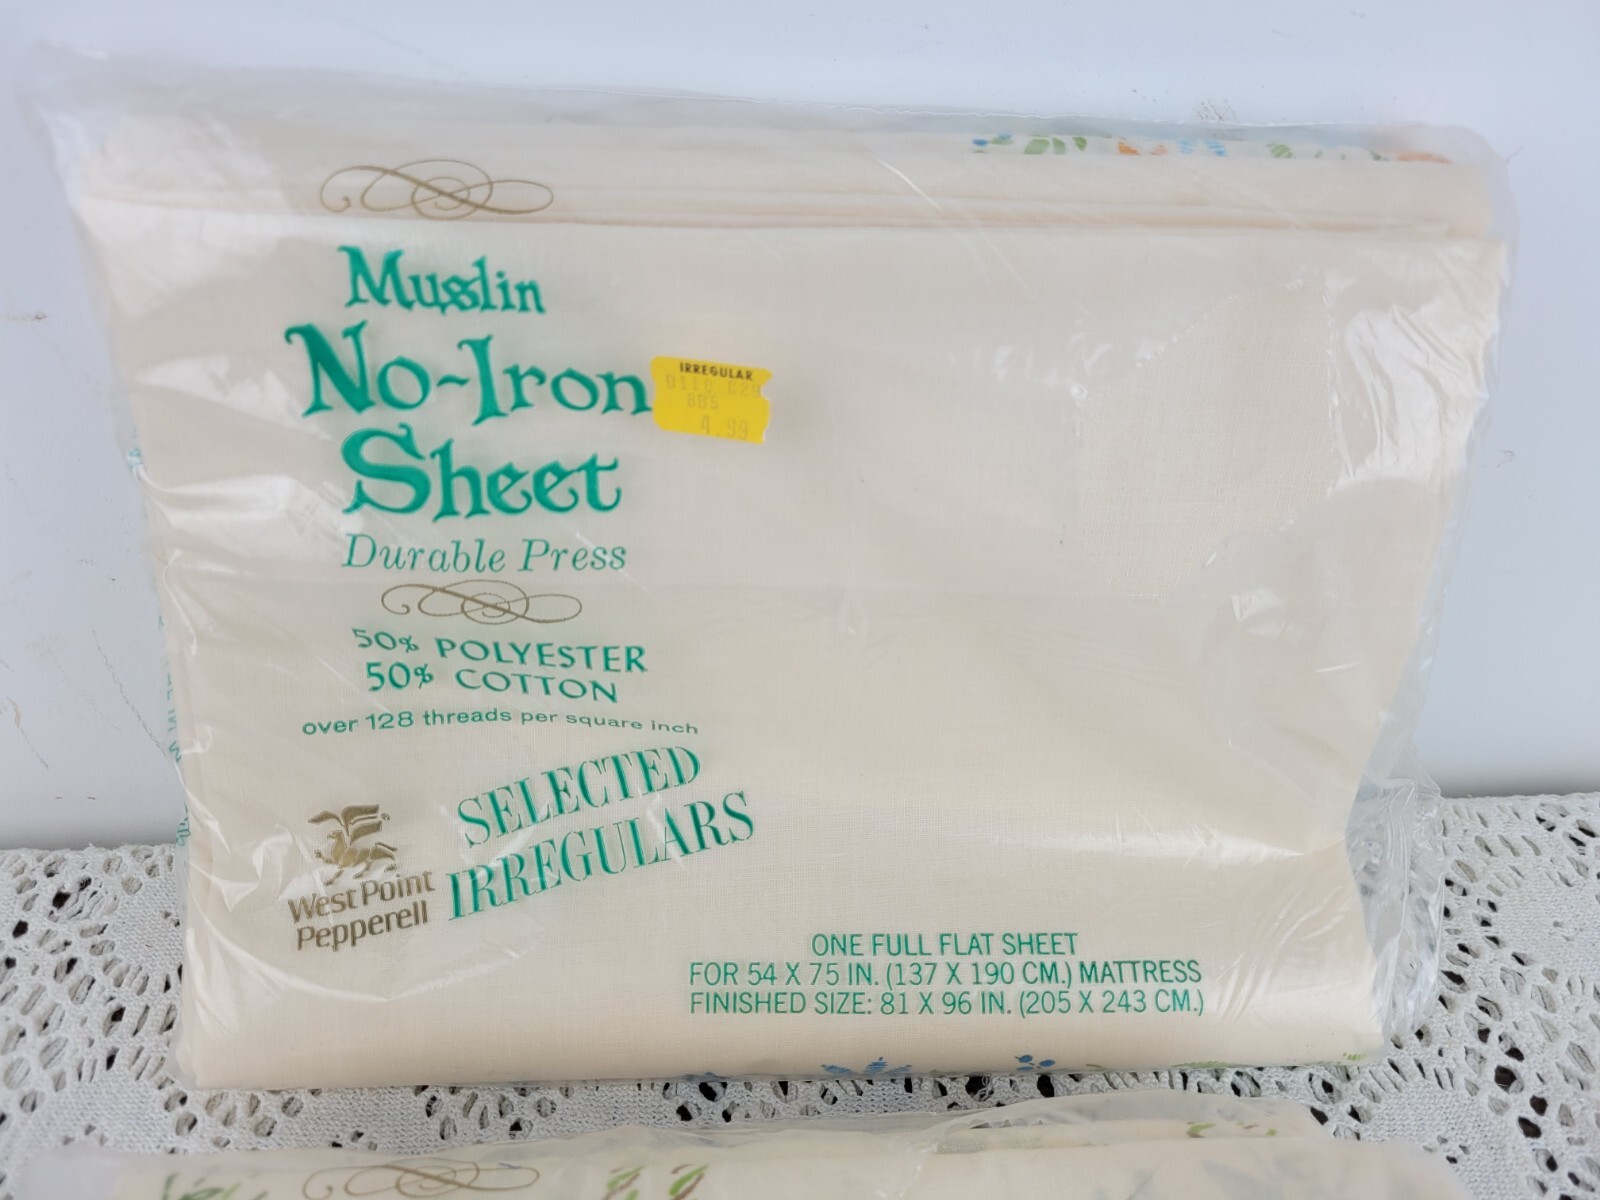 Muslin
No-Iron
Sheet
Durable Press
IRREGULAR
885
4.99
50% POLYESTER
50% COTTON
over 128 threads per square inch
SELECTED
IRREGULARS
WestPoint
Pepperell
ONE FULL FLAT SHEET
FOR 54 X 75 IN. (137 X 190 CM.) MATTRESS
FINISHED SIZE: 81 X 96 IN. (205 X 243 CM.)